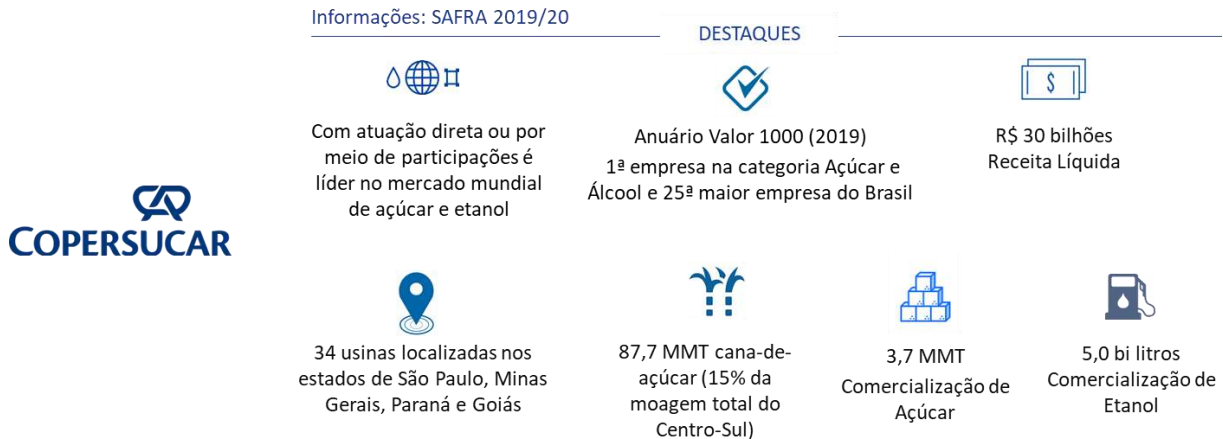 Informações: SAFRA 2019/20
DESTAQUES
Com atuação direta ou por
meio de participações é
líder no mercado mundial
de açúcar e etanol
Anuário Valor 1000 (2019)
1ª empresa na categoria Açúcar e
Álcool e 25ª maior empresa do Brasil
$
R$ 30 bilhões
Receita Líquida
COPERSUCAR
34 usinas localizadas nos
estados de São Paulo, Minas
Gerais, Paraná e Goiás
87,7 MMT cana-de-
açúcar (15% da
moagem total do
Centro-Sul)
3,7 MMT
Comercialização de
Açúcar
5,0 bi litros
Comercialização de
Etanol